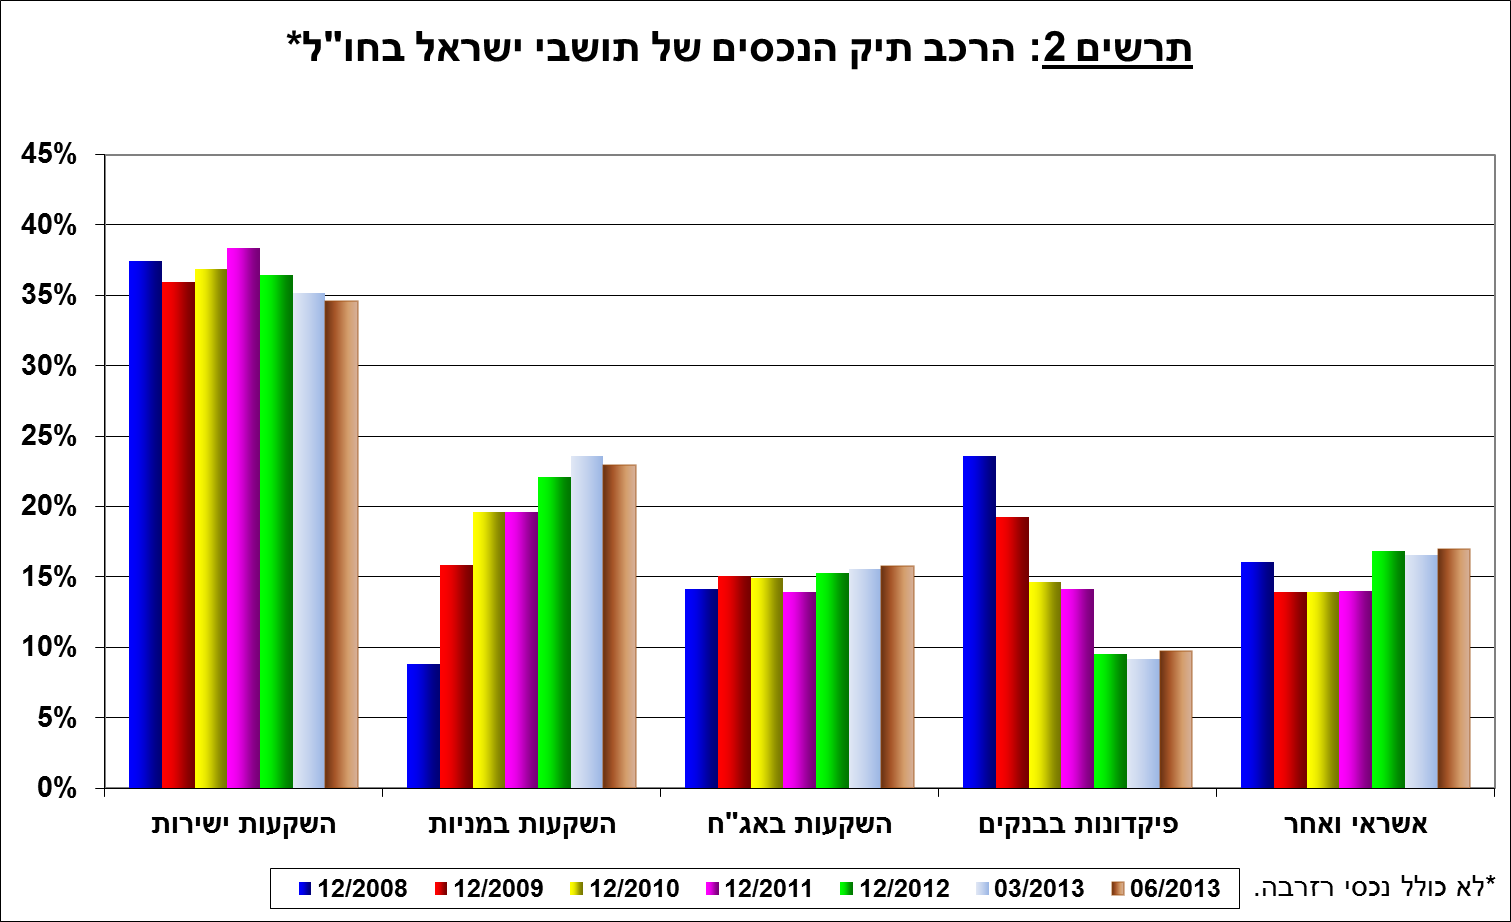 תרשים 2: הרכב תיק הנכסים של תושבי ישראל בחו"ל*
45%
40%
35%
30%
25%
20%
15%
10%
5%
0%
השקעות ישירות
השקעות במניות
השקעות באג"ח
פיקדונות בבנקים
אשראי ואחר
12/2008 12/2009 12/2010 12/2011 12/2012 03/2013 06/2013
*לא כולל נכסי רזרבה.